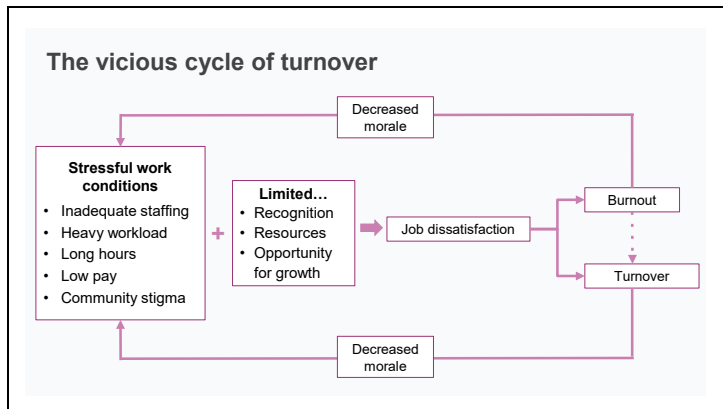 The vicious cycle of turnover
Decreased
morale
Stressful work
conditions
• Inadequate staffing
• Heavy workload
• Long hours
• Low pay
• Community stigma
+
Limited…
• Recognition
• Resources
• Opportunity
for growth
Job dissatisfaction
Burnout
Turnover
Decreased
morale